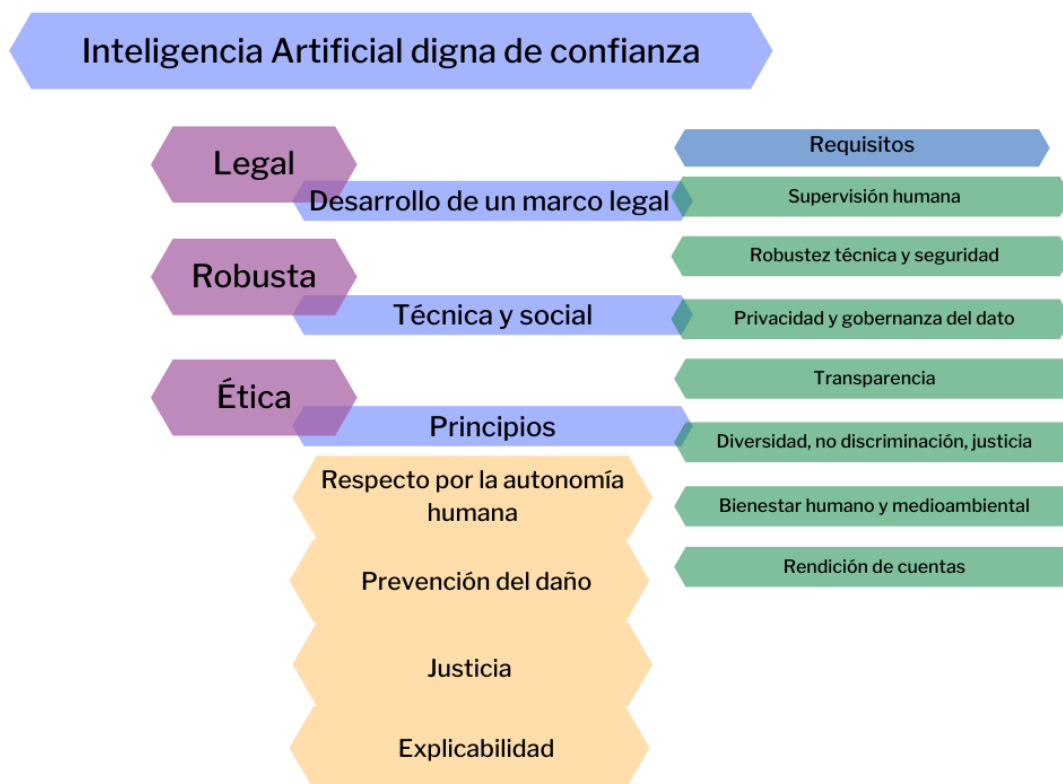 Inteligencia Artificial digna de confianza
Legal
Desarrollo de un marco legal
Robusta
Técnica y social
Ética
Principios
Respecto por la autonomía
humana
Prevención del daño
Justicia
Explicabilidad
Requisitos
Supervisión humana
Robustez técnica y seguridad
Privacidad y gobernanza del dato
Transparencia
Diversidad, no discriminación, justicia
Bienestar humano y medioambiental
Rendición de cuentas